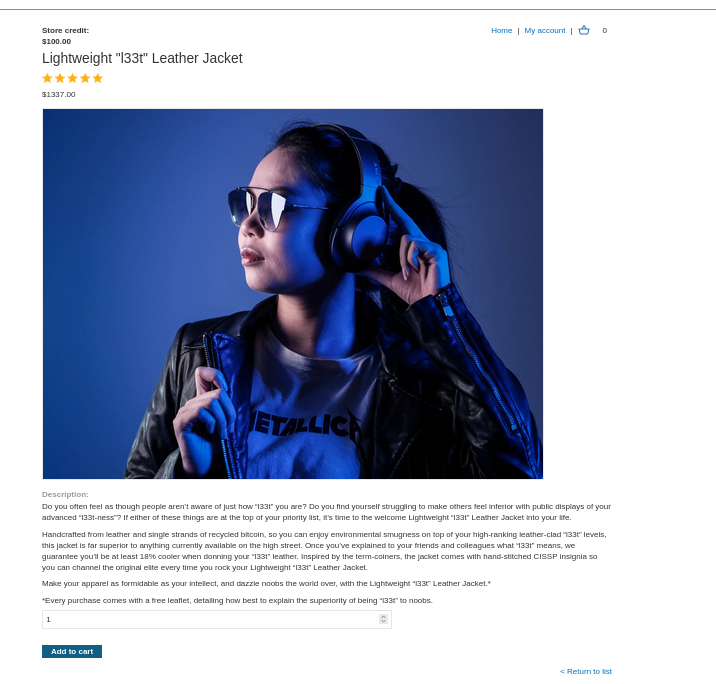 Store credit:
$100.00
Home | My account | 0
Lightweight "l33t" Leather Jacket
$1337.00
METALLICA
Description:
Do you often feel as though people aren't aware of just how “l33t” you are? Do you find yourself struggling to make others feel inferior with public displays of your
advanced “l33t-ness”? If either of these things are at the top of your priority list, it's time to the welcome Lightweight “l33t” Leather Jacket into your life.
Handcrafted from leather and single strands of recycled bitcoin, so you can enjoy environmental smugness on top of your high-ranking leather-clad “l33t” levels,
this jacket is far superior to anything currently available on the high street. Once you've explained to your friends and colleagues what “l33t” means, we
guarantee you'll be at least 18% cooler when donning your “l33t” leather. Inspired by the term-coiners, the jacket comes with hand-stitched CISSP insignia so
you can channel the original elite every time you rock your Lightweight “l33t” Leather Jacket.
Make your apparel as formidable as your intellect, and dazzle noobs the world over, with the Lightweight “l33t” Leather Jacket.*
*Every purchase comes with a free leaflet, detailing how best to explain the superiority of being “l33t” to noobs.
1
Add to cart
< Return to list